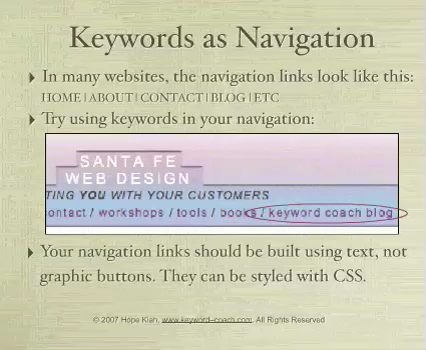 Keywords as Navigation
In many websites, the navigation links look like this:
HOME|ABOUT|CONTACT|BLOG|ETC
Try using keywords in your navigation:
SANTA FE
WEB DESIGN
TING YOU WITH YOUR CUSTOMERS
ontact / workshops / tools / books / keyword coach blog
Your navigation links should be built using text, not
graphic buttons. They can be styled with CSS.
© 2007 Hope Kiah, www.keyword-coach.com, All Rights Reserved